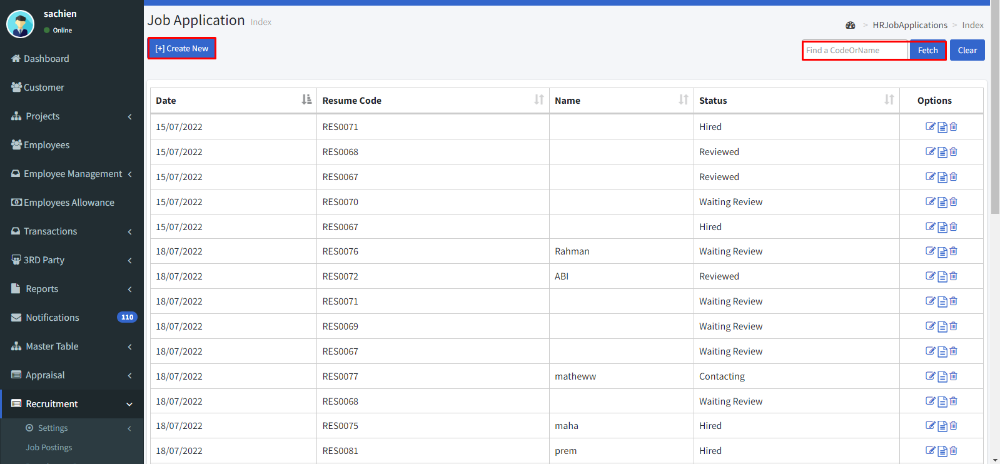 sachien
Online
Dashboard
Customer
Projects
Employees
Employee Management
Employees Allowance
Transactions
3RD Party
Reports
Notifications 110
Master Table
Appraisal
Recruitment
Settings
Job Postings
Job Application Index
HRJobApplications > Index
[+] Create New
Find a CodeOrName Fetch Clear
Date Resume Code Name Status Options
15/07/2022 RES0071 Hired
15/07/2022 RES0068 Reviewed
15/07/2022 RES0067 Reviewed
15/07/2022 RES0070 Waiting Review
15/07/2022 RES0067 Hired
18/07/2022 RES0076 Rahman Waiting Review
18/07/2022 RES0072 ABI Reviewed
18/07/2022 RES0071 Waiting Review
18/07/2022 RES0069 Waiting Review
18/07/2022 RES0067 Waiting Review
18/07/2022 RES0077 matheww Contacting
18/07/2022 RES0068 Waiting Review
18/07/2022 RES0075 maha Hired
18/07/2022 RES0081 prem Hired